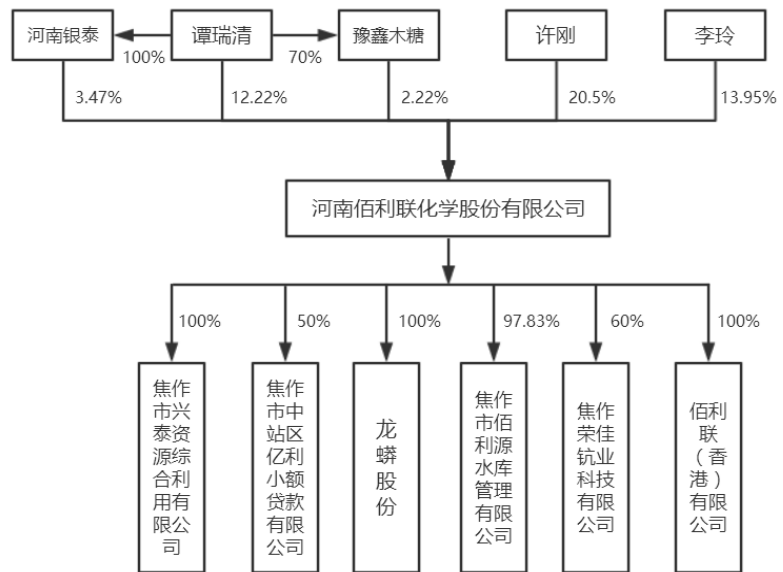 河南银泰
谭瑞清
豫鑫木糖
许刚
李玲
100%
70%
3.47%
12.22%
2.22%
20.5%
13.95%
河南佰利联化学股份有限公司
100%
50%
100%
97.83%
60%
100%
焦作
市兴
泰资
源综
合利
用有
限公
司
焦作
市中
站区
亿利
小额
贷款
有限
公司
龙
蟒
股
份
焦作
市佰
利源
水库
管理
有限
公司
焦作
荣佳
钪业
科技
有限
公司
佰利
联
（香
港）
有限
公司